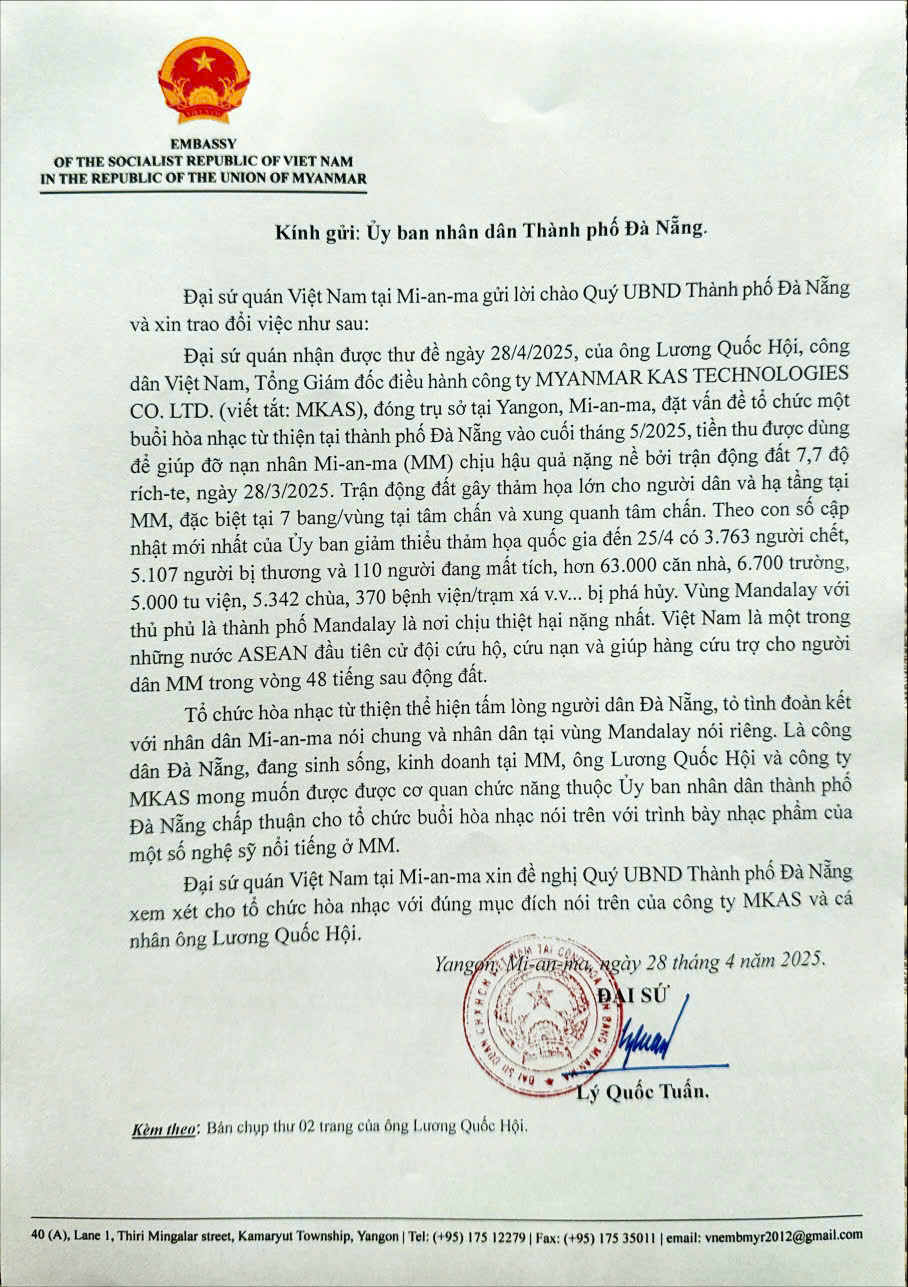 EMBASSY
OF THE SOCIALIST REPUBLIC OF VIET NAM
IN THE REPUBLIC OF THE UNION OF MYANMAR
Kính gửi: Ủy ban nhân dân Thành phố Đà Nẵng.
Đại sứ quán Việt Nam tại Mi-an-ma gửi lời chào Quý UBND Thành phố Đà Nẵng
và xin trao đổi việc như sau:
Đại sứ quán nhận được thư đề ngày 28/4/2025, của ông Lương Quốc Hội, công
dân Việt Nam, Tổng Giám đốc điều hành công ty MYANMAR KAS TECHNOLOGIES
CO. LTD. (viết tắt: MKAS), đóng trụ sở tại Yangon, Mi-an-ma, đặt vấn đề tổ chức một
buổi hòa nhạc từ thiện tại thành phố Đà Nẵng vào cuối tháng 5/2025, tiền thu được dùng
để giúp đỡ nạn nhân Mi-an-ma (MM) chịu hậu quả nặng nề bởi trận động đất 7,7 độ
rích-te, ngày 28/3/2025. Trận động đất gây thảm họa lớn cho người dân và hạ tầng tại
MM, đặc biệt tại 7 bang/vùng tại tâm chấn và xung quanh tâm chấn. Theo con số cập
nhật mới nhất của Ủy ban giảm thiểu thảm họa quốc gia đến 25/4 có 3.763 người chết,
5.107 người bị thương và 110 người đang mất tích, hơn 63.000 căn nhà, 6.700 trường,
5.000 tu viện, 5.342 chùa, 370 bệnh viện/trạm xá v.v... bị phá hủy. Vùng Mandalay với
thủ phủ là thành phố Mandalay là nơi chịu thiệt hại nặng nhất. Việt Nam là một trong
những nước ASEAN đầu tiên cử đội cứu hộ, cứu nạn và giúp hàng cứu trợ cho người
dân MM trong vòng 48 tiếng sau động đất.
Tổ chức hòa nhạc từ thiện thể hiện tấm lòng người dân Đà Nẵng, tỏ tình đoàn kết
với nhân dân Mi-an-ma nói chung và nhân dân tại vùng Mandalay nói riêng. Là công
dân Đà Nẵng, đang sinh sống, kinh doanh tại MM, ông Lương Quốc Hội và công ty
MKAS mong muốn được được cơ quan chức năng thuộc Ủy ban nhân dân thành phố
Đà Nẵng chấp thuận cho tổ chức buổi hòa nhạc nói trên với trình bày nhạc phẩm của
một số nghệ sỹ nổi tiếng ở MM.
Đại sứ quán Việt Nam tại Mi-an-ma xin đề nghị Quý UBND Thành phố Đà Nẵng
xem xét cho tổ chức hòa nhạc với đúng mục đích nói trên của công ty MKAS và cá
nhân ông Lương Quốc Hội.
Yangon, Mi-an-ma, ngày 28 tháng 4 năm 2025.
ĐẠI SỨ
Lý Quốc Tuấn.
Kèm theo: Bản chụp thư 02 trang của ông Lương Quốc Hội.
40 (A), Lane 1, Thiri Mingalar street, Kamaryut Township, Yangon | Tel: (+95) 175 12279 | Fax: (+95) 175 35011 | email: vnembmyr2012@gmail.com